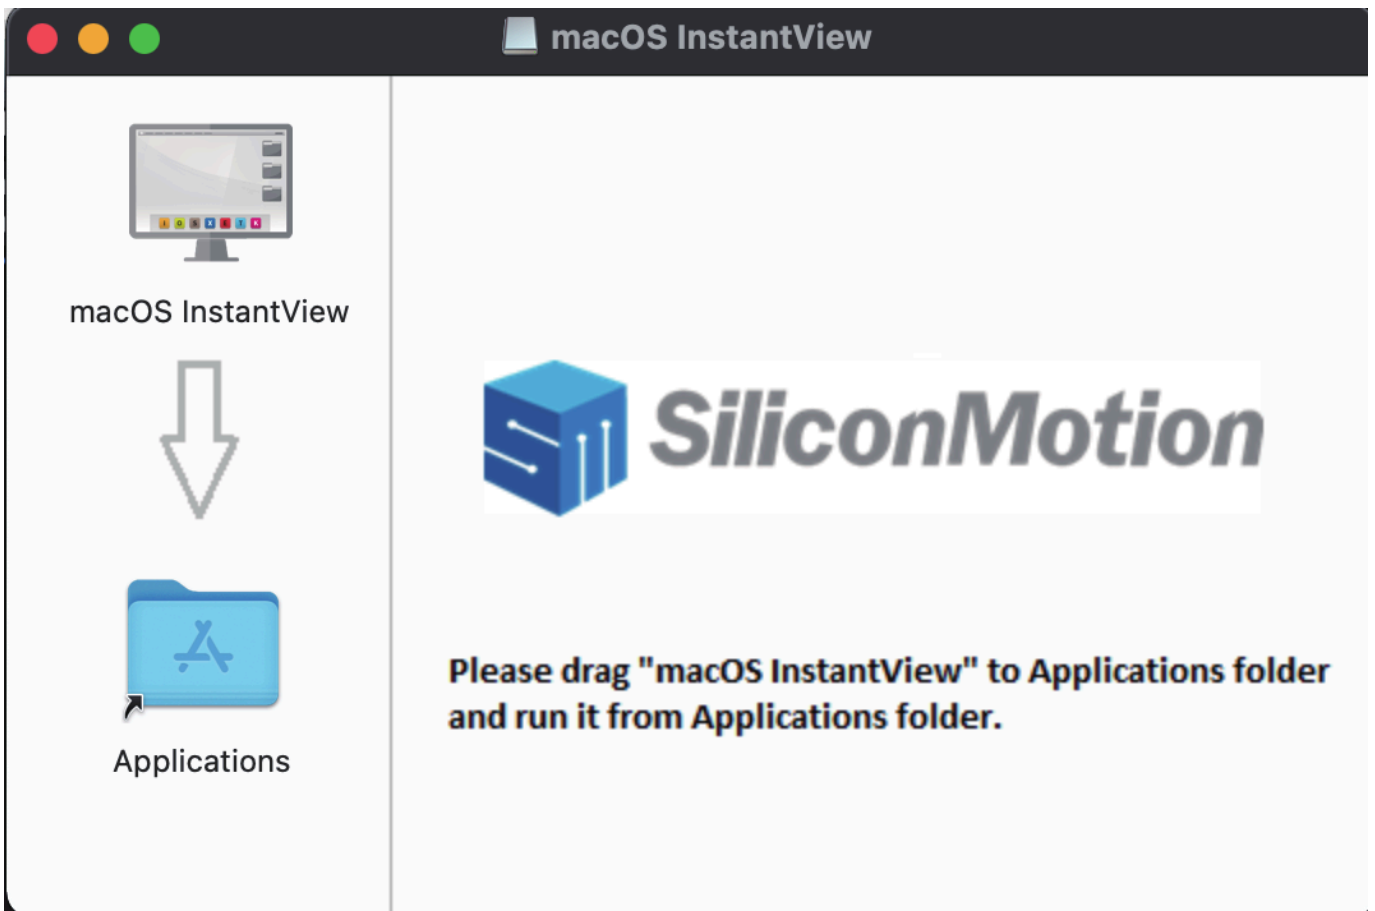 macOS InstantView
macOS InstantView
Applications
SiliconMotion
Please drag "macOS InstantView" to Applications folder
and run it from Applications folder.